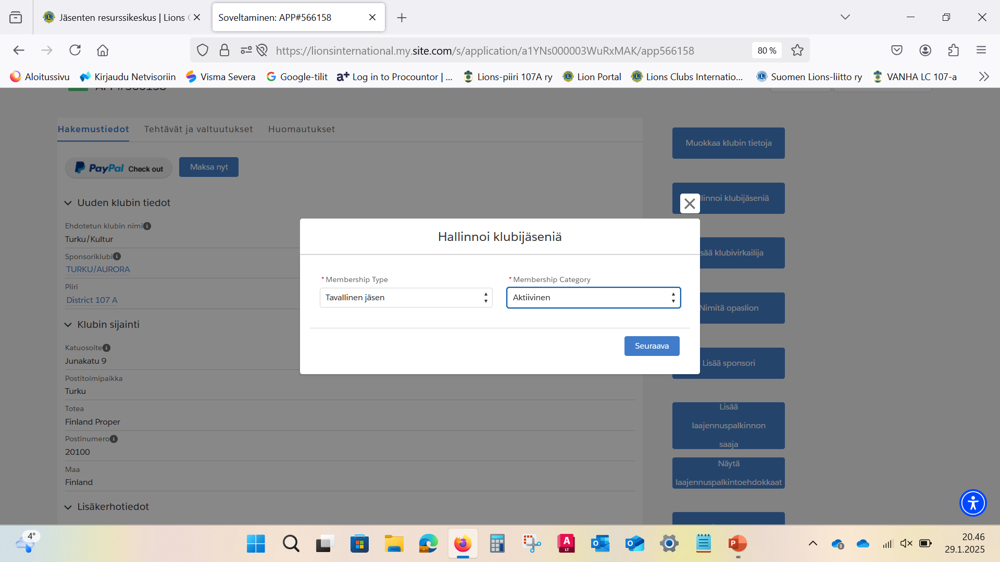 Jäsenten resurssikeskus | Lions
Soveltaminen: APP#566158
https://lionsinternational.my.site.com/s/application/a1YNs000003WuRxMAK/app566158
80 %
Aloitussivu
Kirjaudu Netvisoriin
Visma Severa
Google-tilit
Log in to Procountor | ...
Lions-piiri 107A ry
Lion Portal
Lions Clubs Internatio...
Suomen Lions-liitto ry
VANHA LC 107-a
Hakemustiedot
Tehtävät ja valtuutukset
Huomautukset
PayPal Check out
Maksa nyt
Uuden klubin tiedot
Ehdotetun klubin nimi
Turku/Kultur
Sponsoriklubi
TURKU/AURORA
Piiri
District 107 A
Klubin sijainti
Katuosoite
Junakatu 9
Postitoimipaikka
Turku
Totea
Finland Proper
Postinumero
20100
Maa
Finland
Lisäkerhotiedot
Hallinnoi klubijäseniä
* Membership Type
Tavallinen jäsen
* Membership Category
Aktiivinen
Seuraava
Muokkaa klubin tietoja
linnoi klubijäseniä
sää klubivirkailija
Nimitä opaslion
Lisää sponsori
Lisää
laajennuspalkinnon
saaja
Näytä
laajennuspalkintoehdokkaat
4°
20.46
29.1.2025